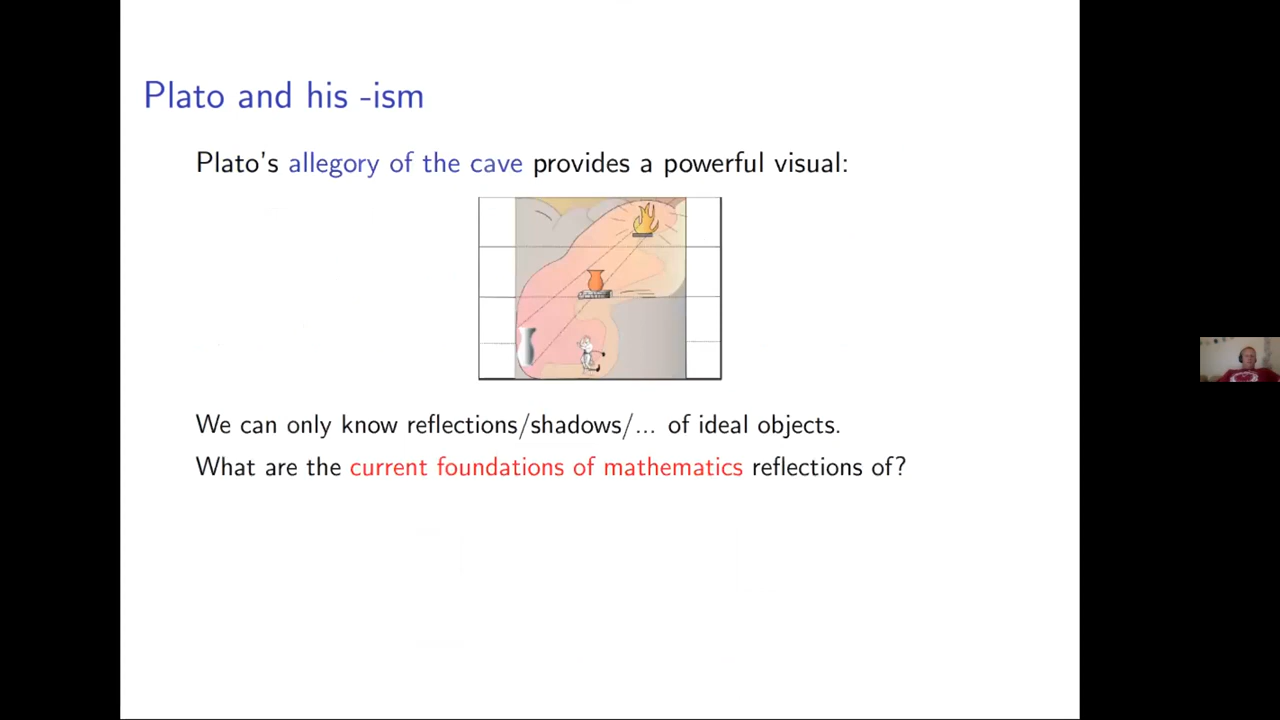 Plato and his -ism
Plato's allegory of the cave provides a powerful visual:
We can only know reflections/shadows/... of ideal objects.
What are the current foundations of mathematics reflections of?